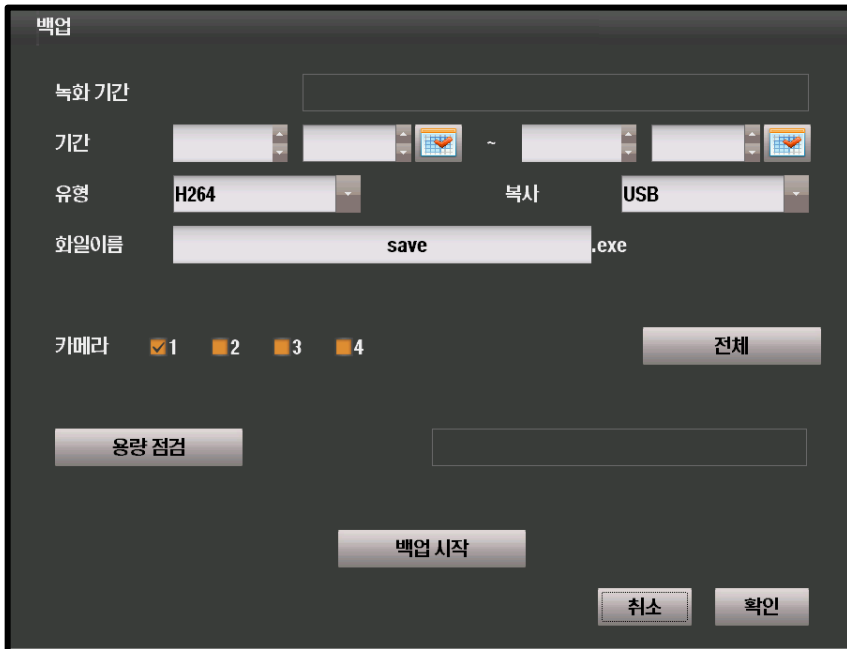 백업
녹화 기간
기간 ~
유형 H264 복사 USB
화일이름 save .exe
카메라 1 2 3 4 전체
용량 점검
백업 시작
취소 확인